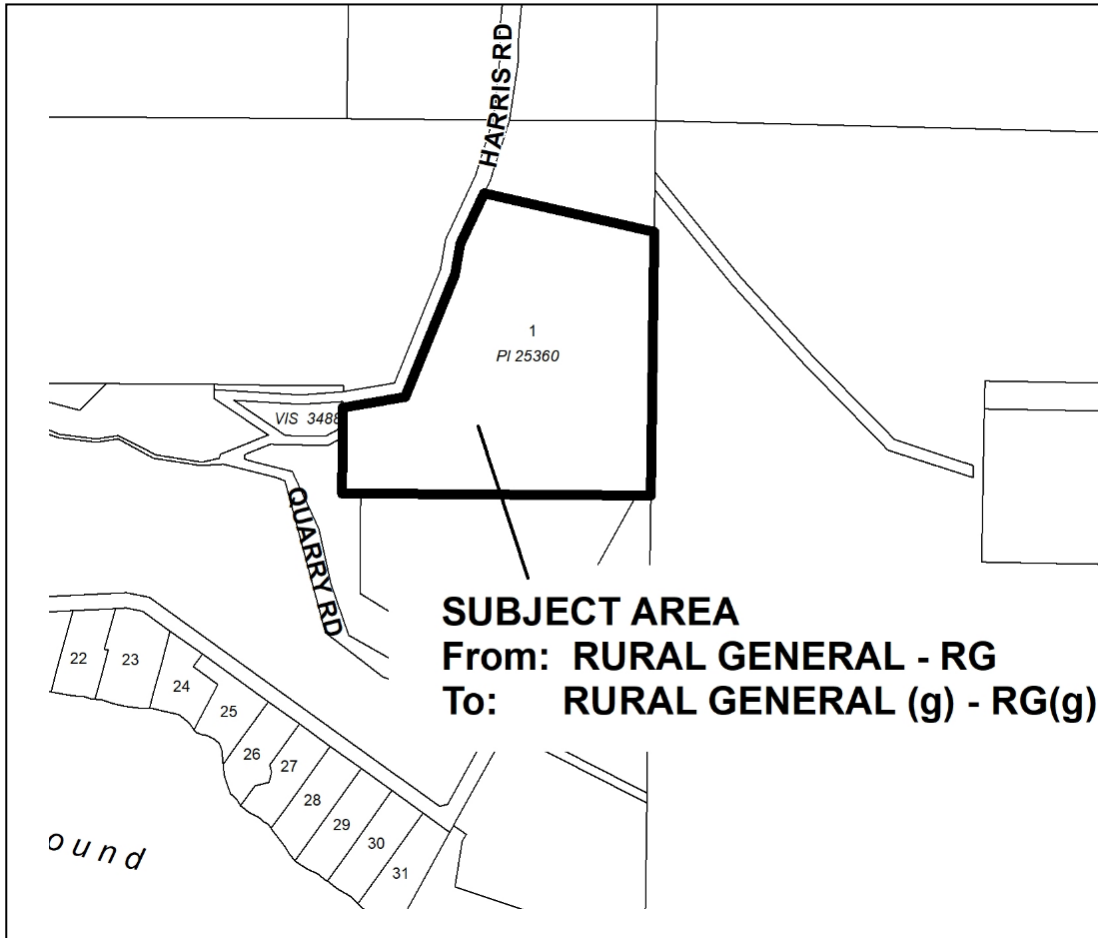 HARRIS RD
1
Pl 25360
VIS 3488
QUARRY RD
SUBJECT AREA
From: RURAL GENERAL - RG
To: RURAL GENERAL (g) - RG(g)
22
23
24
25
26
27
28
29
30
31
ound